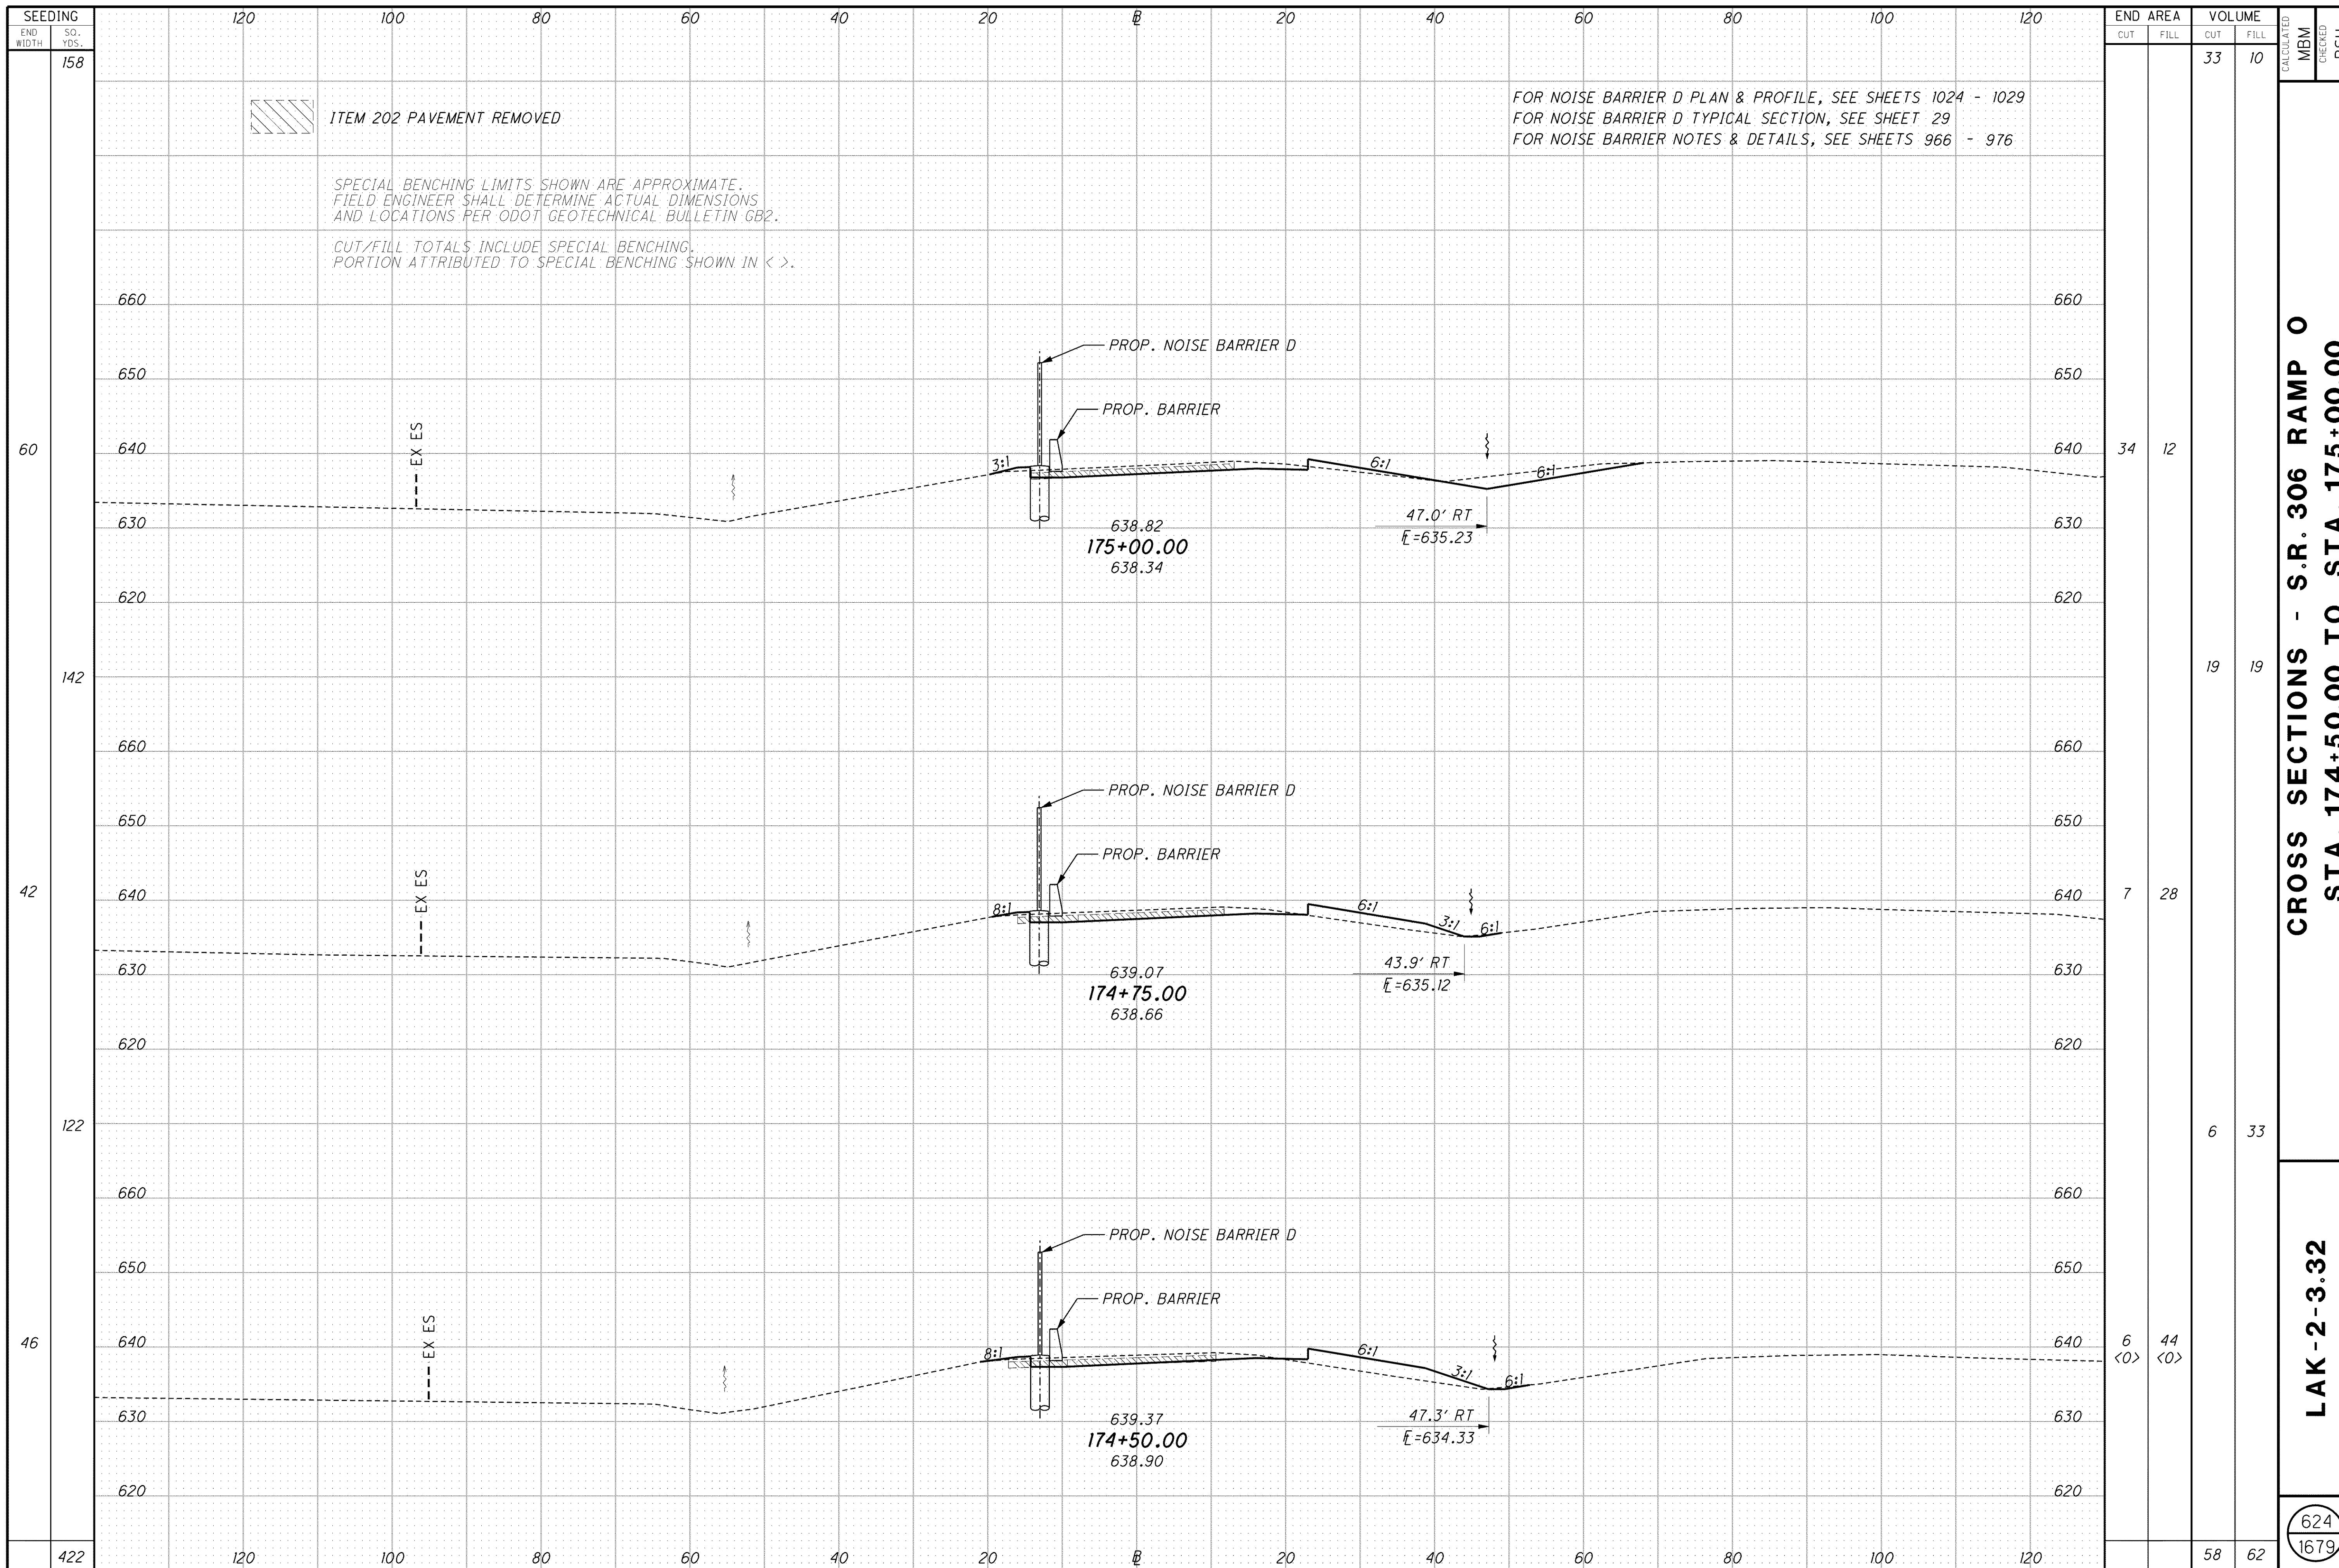 SEEDING
END WIDTH
SQ. YDS.
120 100 80 60 40 20 ℄ 20 40 60 80 100 120
END AREA
VOLUME
CUT FILL CUT FILL
CALCULATED
MBM
CHECKED
158
33 10
ITEM 202 PAVEMENT REMOVED
FOR NOISE BARRIER D PLAN & PROFILE, SEE SHEETS 1024 - 1029
FOR NOISE BARRIER D TYPICAL SECTION, SEE SHEET 29
FOR NOISE BARRIER NOTES & DETAILS, SEE SHEETS 966 - 976
SPECIAL BENCHING LIMITS SHOWN ARE APPROXIMATE.
FIELD ENGINEER SHALL DETERMINE ACTUAL DIMENSIONS
AND LOCATIONS PER ODOT GEOTECHNICAL BULLETIN GB2.
CUT/FILL TOTALS INCLUDE SPECIAL BENCHING.
PORTION ATTRIBUTED TO SPECIAL BENCHING SHOWN IN < >.
660 660
PROP. NOISE BARRIER D
650 650
PROP. BARRIER
EX ES
60
640 640
34 12
3:1 6:1 6:1
630 630
47.0' RT
F̲L=635.23
638.82
175+00.00
638.34
620 620
142
19 19
660 660
PROP. NOISE BARRIER D
650 650
PROP. BARRIER
EX ES
42
640 640
7 28
8:1 6:1 3:1 6:1
630 630
43.9' RT
F̲L=635.12
639.07
174+75.00
638.66
620 620
122
6 33
660 660
PROP. NOISE BARRIER D
650 650
PROP. BARRIER
EX ES
46
640 640
6 44
<0> <0>
8:1 6:1 3:1 6:1
630 630
47.3' RT
F̲L=634.33
639.37
174+50.00
638.90
620 620
422
120 100 80 60 40 20 ℄ 20 40 60 80 100 120
58 62
CROSS SECTIONS - S.R. 306 RAMP O
STA. 174+50.00 TO STA. 175+00.00
LAK-2-3.32
624
1679